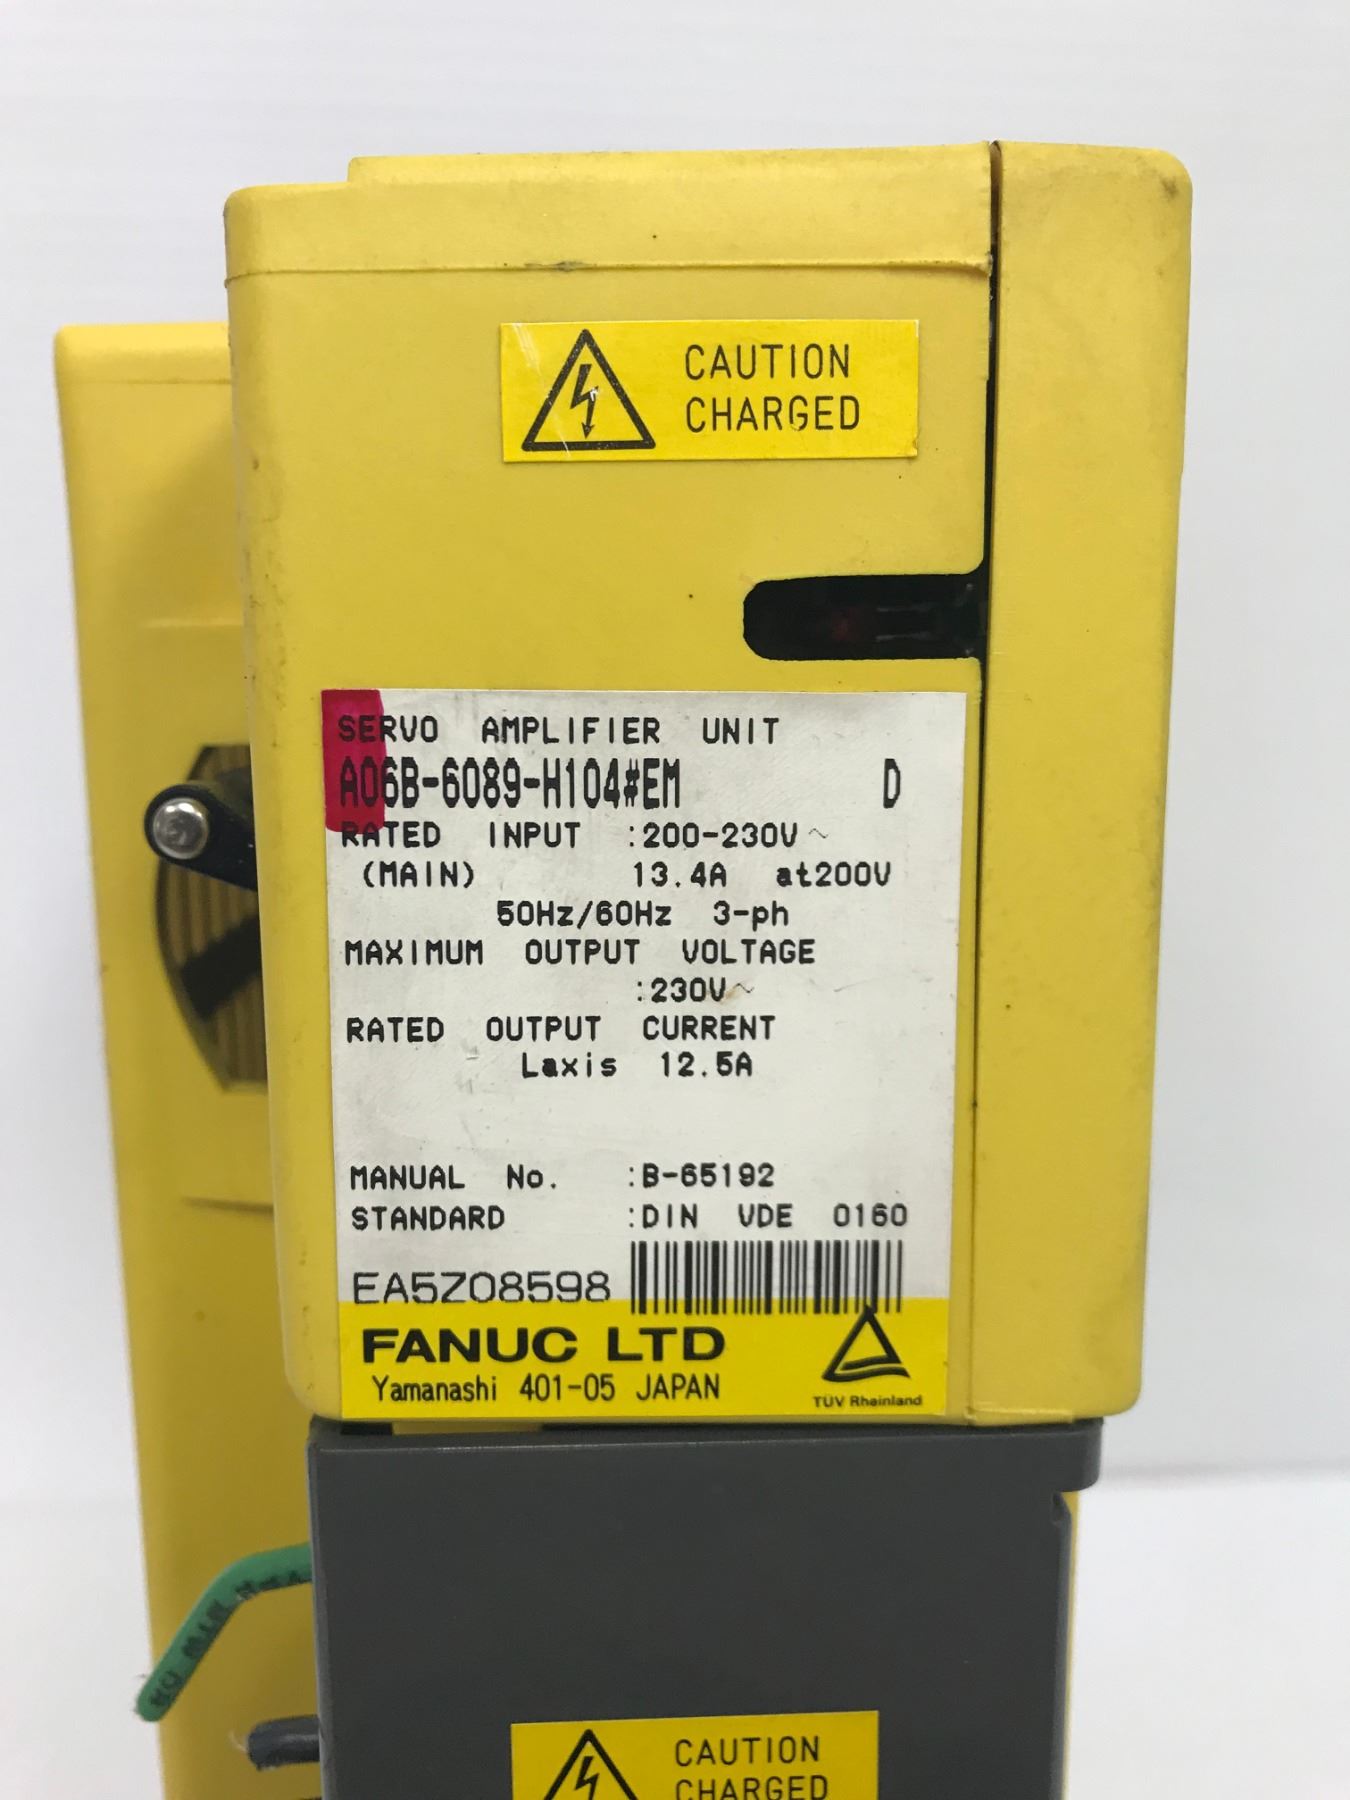 CAUTION
CHARGED
SERVO AMPLIFIER UNIT
A06B-6089-H104#EM D
RATED INPUT :200-230V~
(MAIN) 13.4A at200V
50Hz/60Hz 3-ph
MAXIMUM OUTPUT VOLTAGE
:230V~
RATED OUTPUT CURRENT
Laxis 12.5A
MANUAL No. :B-65192
STANDARD :DIN VDE 0160
EA5Z08598
FANUC LTD
Yamanashi 401-05 JAPAN
TÜV Rheinland
CAUTION
CHARGED